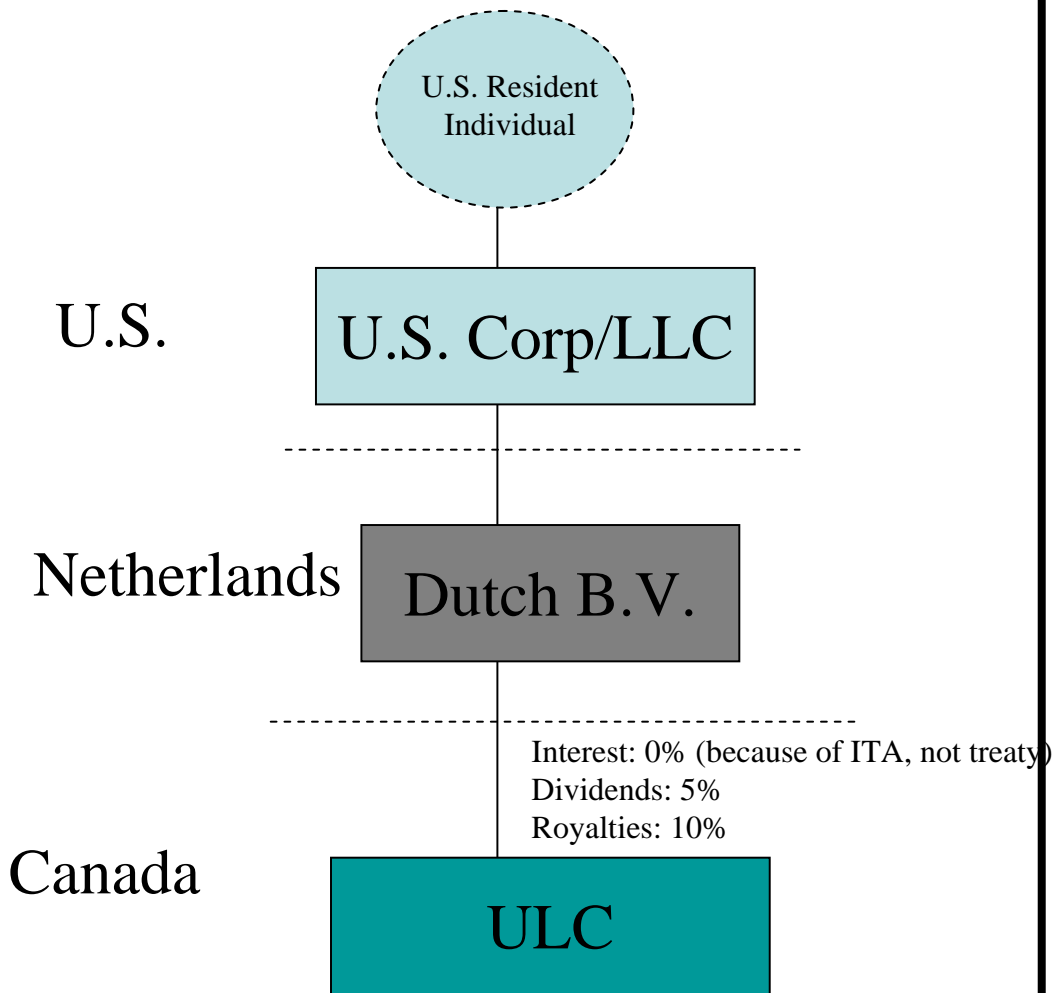 U.S. Resident
Individual
U.S.
U.S. Corp/LLC
Netherlands
Dutch B.V.
Interest: 0% (because of ITA, not treaty)
Dividends: 5%
Royalties: 10%
Canada
ULC